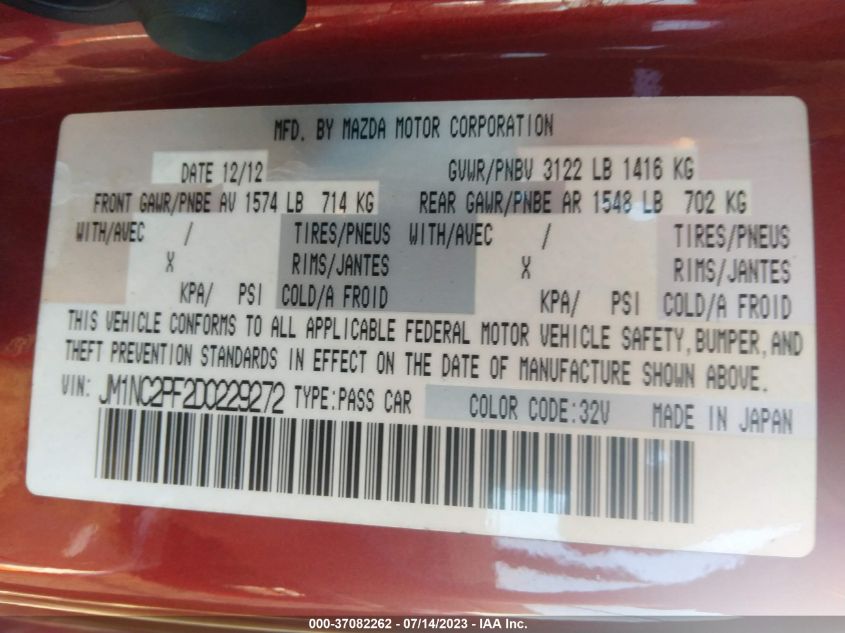 MFD. BY MAZDA MOTOR CORPORATION
DATE 12/12 GVWR/PNBV 3122 LB 1416 KG
FRONT GAWR/PNBE AV 1574 LB 714 KG REAR GAWR/PNBE AR 1548 LB 702 KG
WITH/AVEC / TIRES/PNEUS WITH/AVEC / TIRES/PNEUS
X RIMS/JANTES X RIMS/JANTES
KPA/ PSI COLD/A FROID KPA/ PSI COLD/A FROID
THIS VEHICLE CONFORMS TO ALL APPLICABLE FEDERAL MOTOR VEHICLE SAFETY, BUMPER, AND
THEFT PREVENTION STANDARDS IN EFFECT ON THE DATE OF MANUFACTURE SHOWN ABOVE.
VIN: JM1NC2PF2D0229272 TYPE:PASS CAR COLOR CODE:32V MADE IN JAPAN
000-37082262 - 07/14/2023 - IAA Inc.